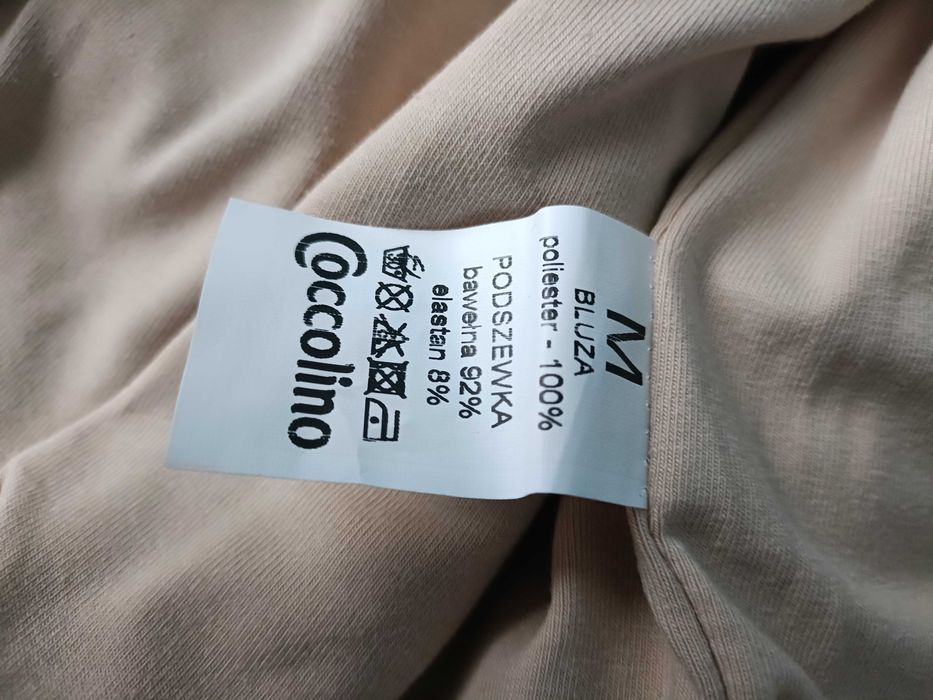 M
BLUZA
poliester - 100%
PODSZEWKA
bawełna 92%
elastan 8%
Coccolino